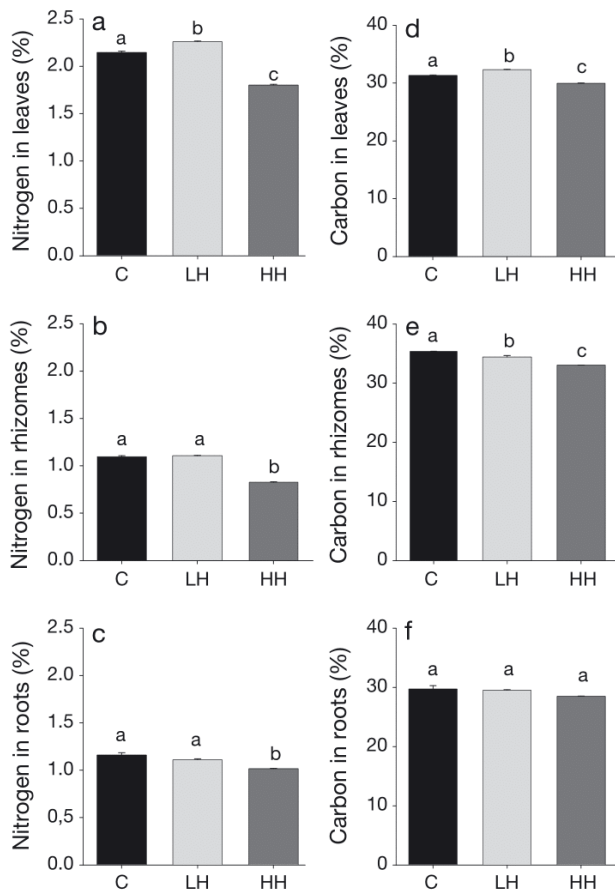 a
Nitrogen in leaves (%)
2.5
2.0
1.5
1.0
0.5
0.0
a
b
c
C LH HH
d
Carbon in leaves (%)
40
30
20
10
0
a
b
c
C LH HH
b
Nitrogen in rhizomes (%)
2.5
2.0
1.5
1.0
0.5
0.0
a
a
b
C LH HH
e
Carbon in rhizomes (%)
40
30
20
10
0
a
b
c
C LH HH
c
Nitrogen in roots (%)
2.5
2.0
1.5
1.0
0,5
0.0
a
a
b
C LH HH
f
Carbon in roots (%)
40
30
20
10
0
a
a
a
C LH HH